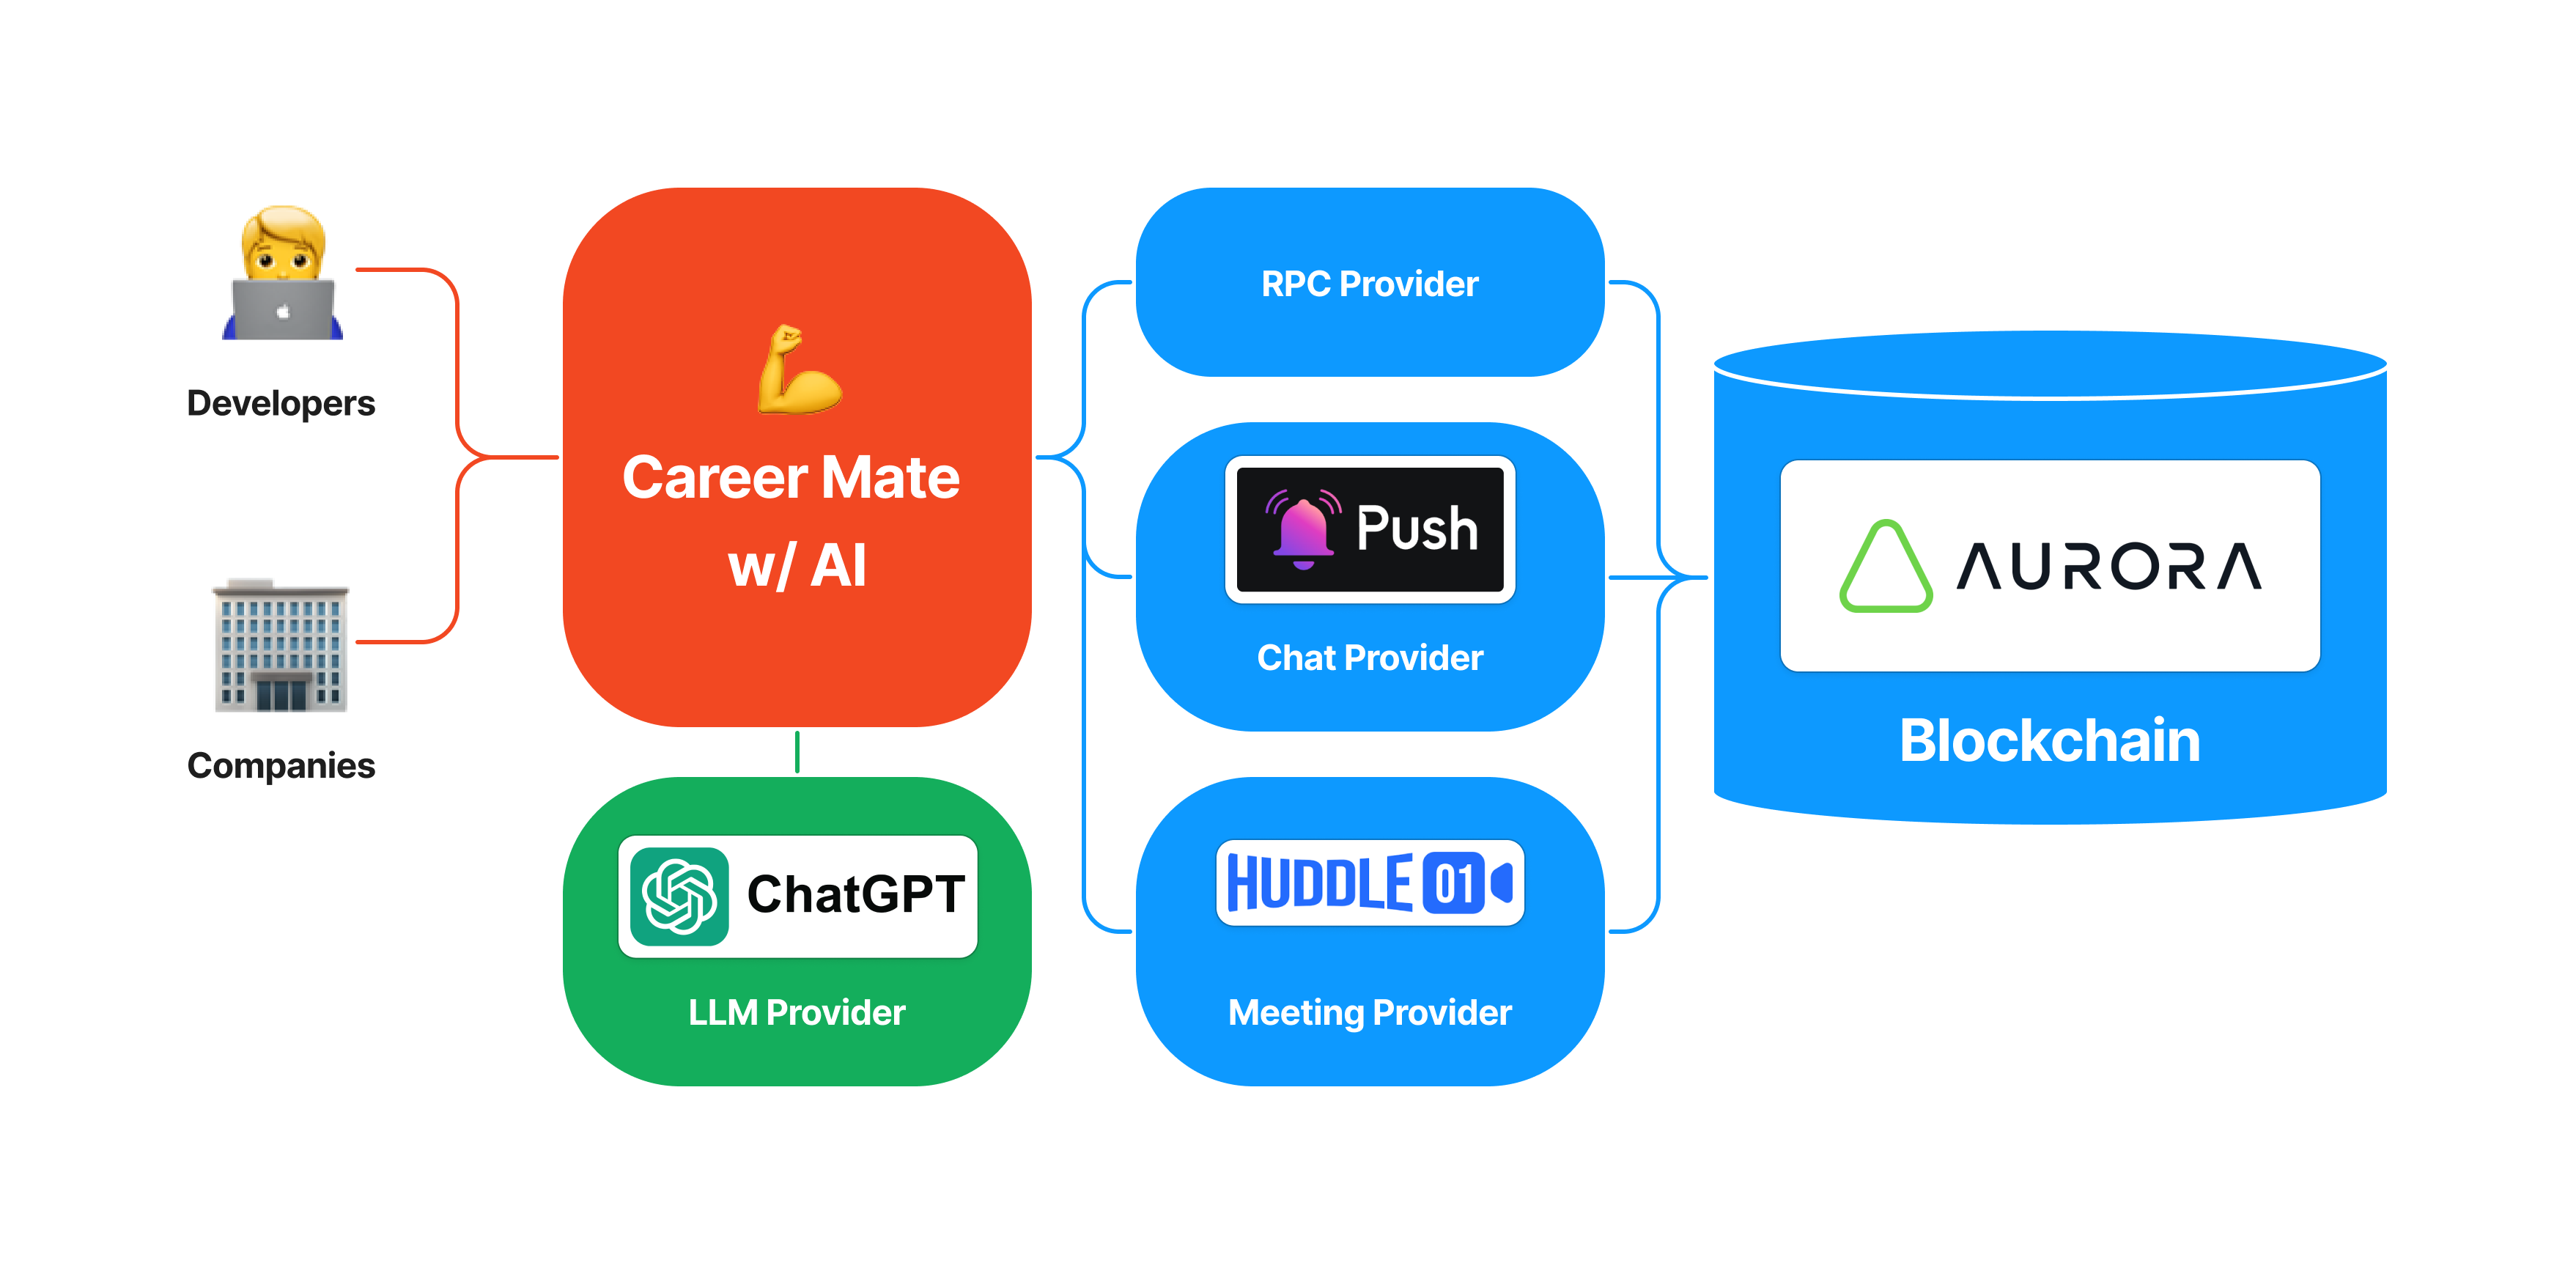 Developers
Companies
Career Mate
w/ AI
ChatGPT
LLM Provider
RPC Provider
Push
Chat Provider
HUDDLE 01
Meeting Provider
AURORA
Blockchain